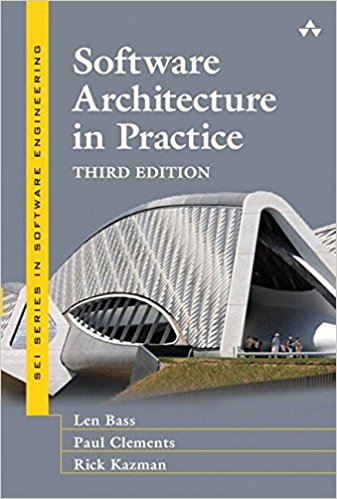 Software
Architecture
in Practice
THIRD EDITION
SEI SERIES IN SOFTWARE ENGINEERING
Len Bass
Paul Clements
Rick Kazman